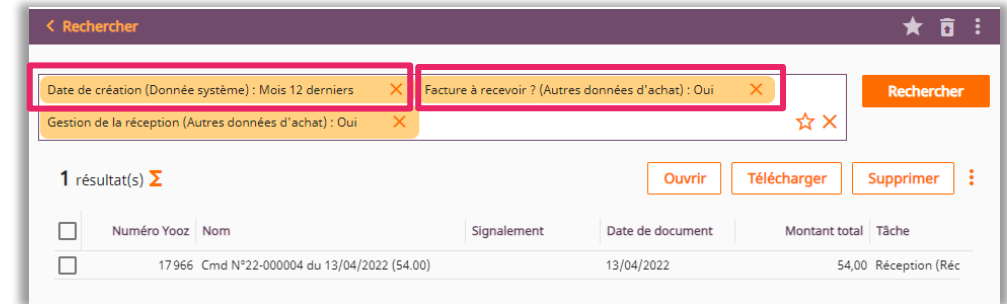 Rechercher
Date de création (Donnée système) : Mois 12 derniers
Facture à recevoir ? (Autres données d'achat) : Oui
Rechercher
Gestion de la réception (Autres données d'achat) : Oui
1 résultat(s) Σ
Ouvrir
Télécharger
Supprimer
Numéro Yooz Nom Signalement Date de document Montant total Tâche
17 966 Cmd N°22-000004 du 13/04/2022 (54.00) 13/04/2022 54,00 Réception (Réc